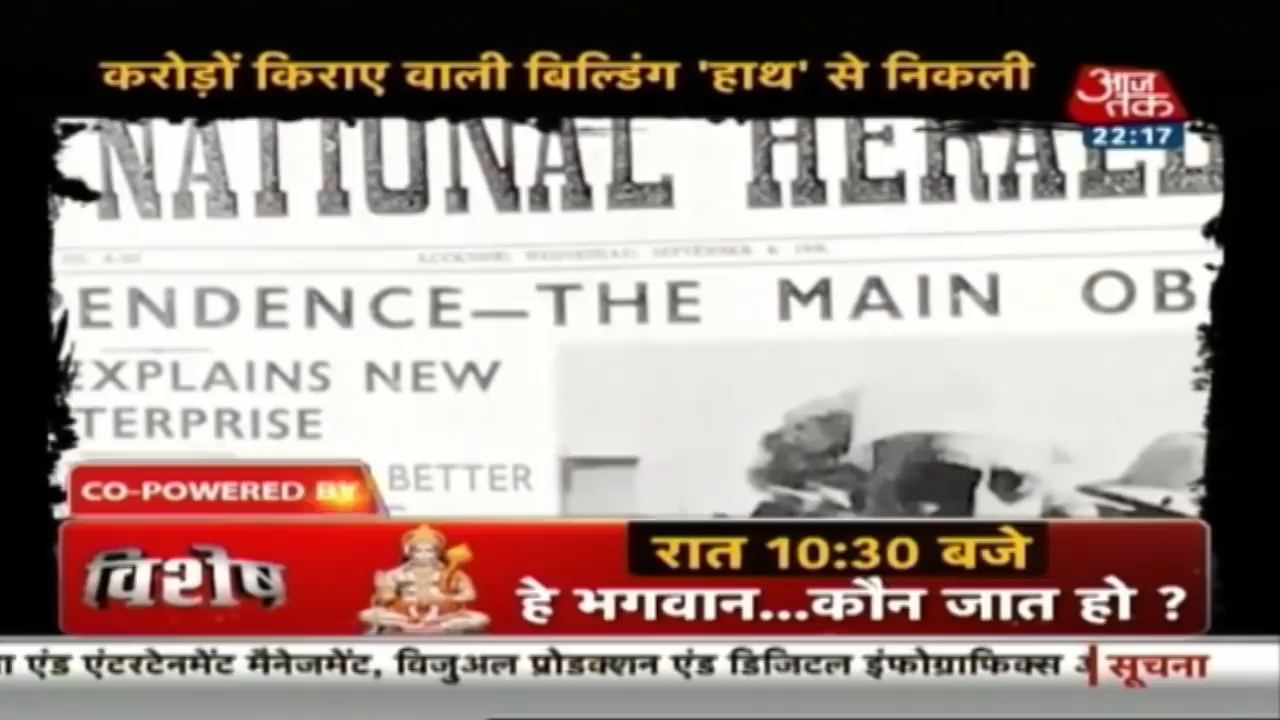 करोड़ों किराए वाली बिल्डिंग 'हाथ' से निकली
आज तक
22:17
NATIONAL HERALD
PENDENCE—THE MAIN OB
EXPLAINS NEW
TERPRISE
BETTER
CO-POWERED BY
विशेष
रात 10:30 बजे
हे भगवान...कौन जात हो ?
एंड एंटरटेनमेंट मैनेजमेंट, विजुअल प्रोडक्शन एंड डिजिटल इंफोग्राफिक्स
सूचना